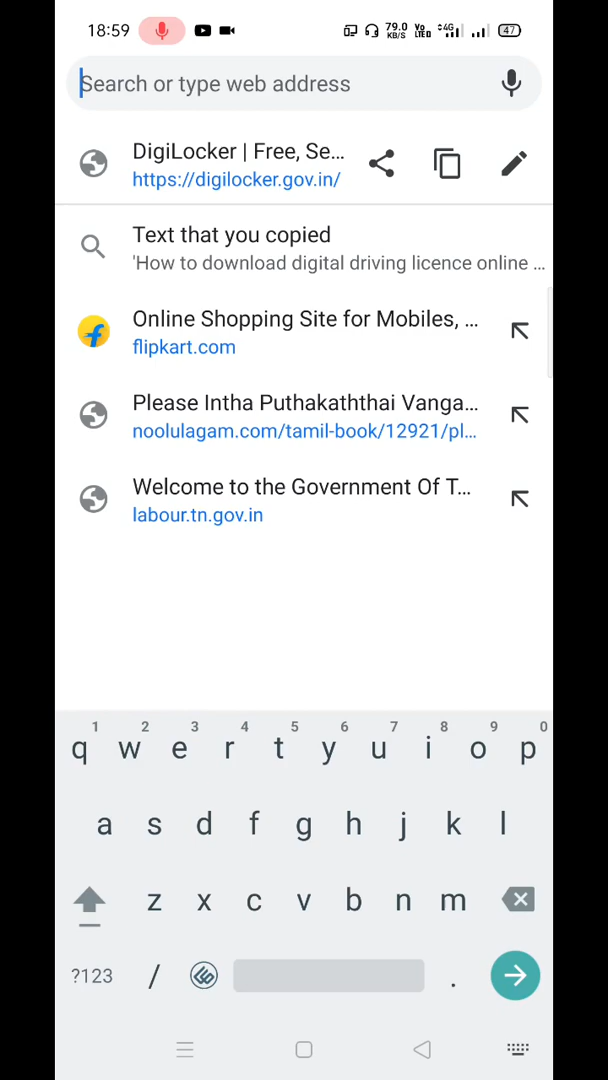 18:59 79.0 KB/S Vo LTE 4G 47
Search or type web address
DigiLocker | Free, Se...
https://digilocker.gov.in/
Text that you copied
'How to download digital driving licence online ...
Online Shopping Site for Mobiles, ...
flipkart.com
Please Intha Puthakaththai Vanga...
noolulagam.com/tamil-book/12921/pl...
Welcome to the Government Of T...
labour.tn.gov.in
1 2 3 4 5 6 7 8 9 0
q w e r t y u i o p
a s d f g h j k l
z x c v b n m
?123 / .